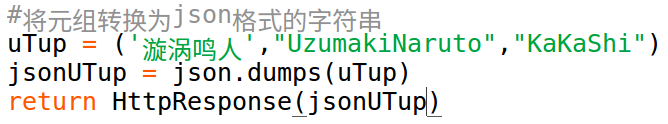 #将元组转换为json格式的字符串
uTup = ('漩涡鸣人',"UzumakiNaruto","KaKaShi")
jsonUTup = json.dumps(uTup)
return HttpResponse(jsonUTup)